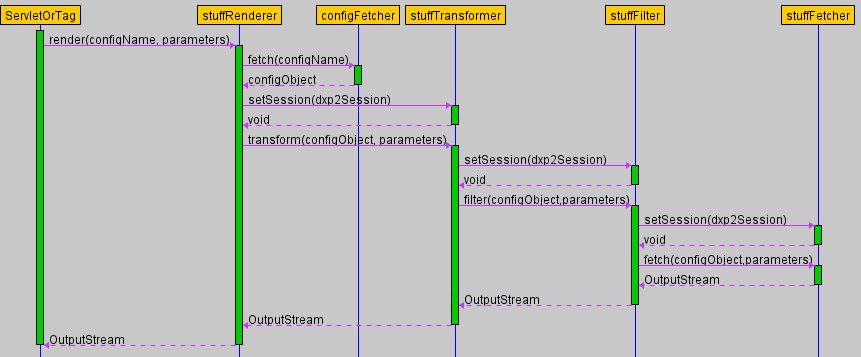 ServletOrTag stuffRenderer configFetcher stuffTransformer stuffFilter stuffFetcher
render(configName, parameters)
fetch(configName)
configObject
setSession(dxp2Session)
void
transform(configObject, parameters)
setSession(dxp2Session)
void
filter(configObject,parameters)
setSession(dxp2Session)
void
fetch(configObject,parameters)
OutputStream
OutputStream
OutputStream
OutputStream